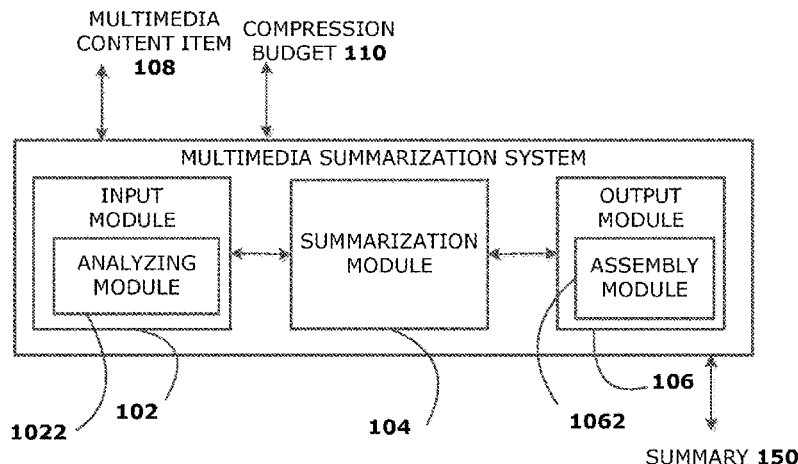 MULTIMEDIA
CONTENT ITEM
108
COMPRESSION
BUDGET 110
MULTIMEDIA SUMMARIZATION SYSTEM
INPUT
MODULE
ANALYZING
MODULE
SUMMARIZATION
MODULE
OUTPUT
MODULE
ASSEMBLY
MODULE
1022
102
104
1062
106
SUMMARY 150